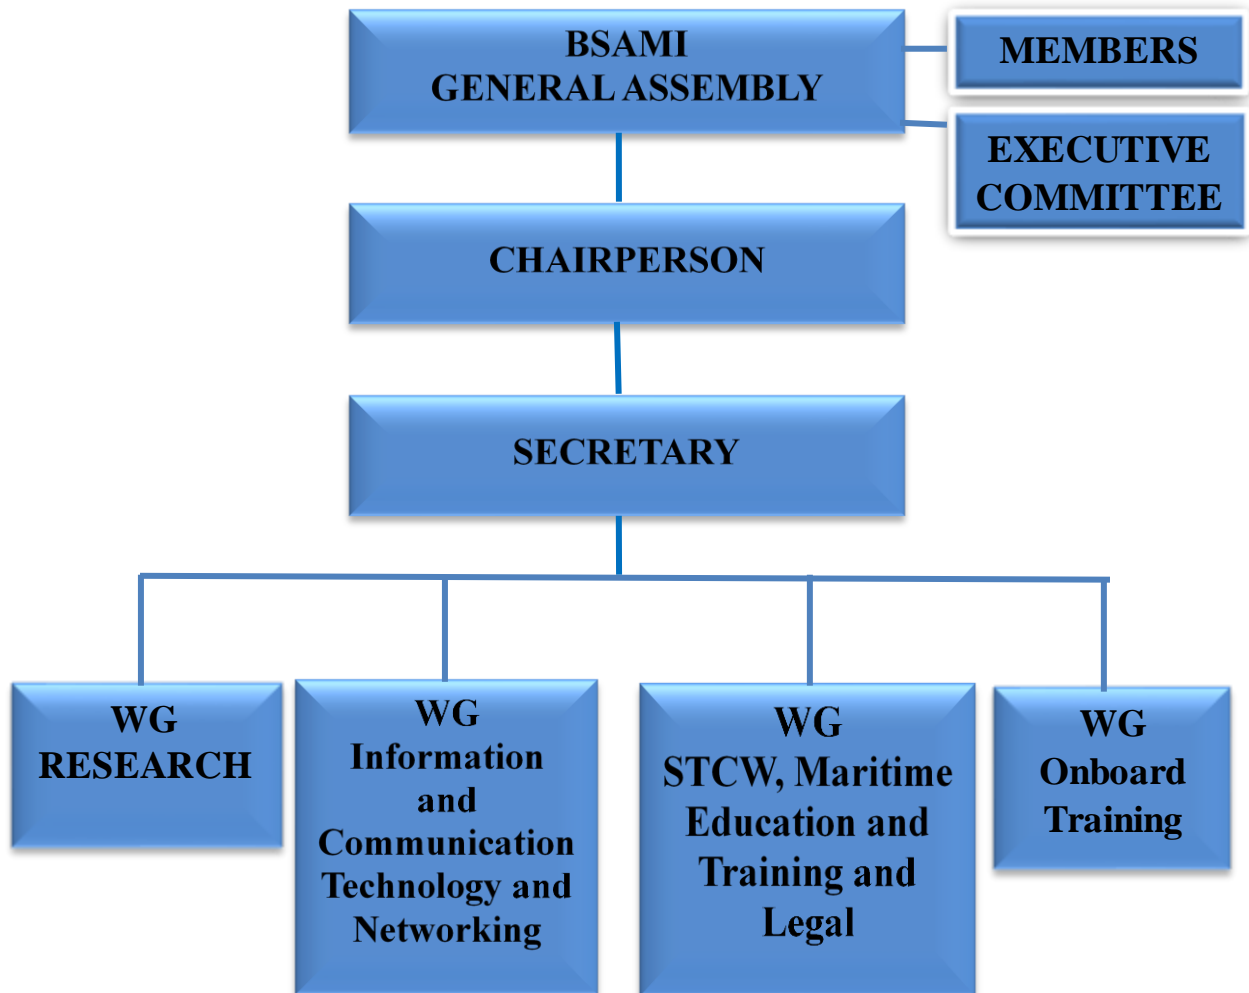 BSAMI
GENERAL ASSEMBLY
MEMBERS
EXECUTIVE
COMMITTEE
CHAIRPERSON
SECRETARY
WG
RESEARCH
WG
Information
and
Communication
Technology and
Networking
WG
STCW, Maritime
Education and
Training and
Legal
WG
Onboard
Training